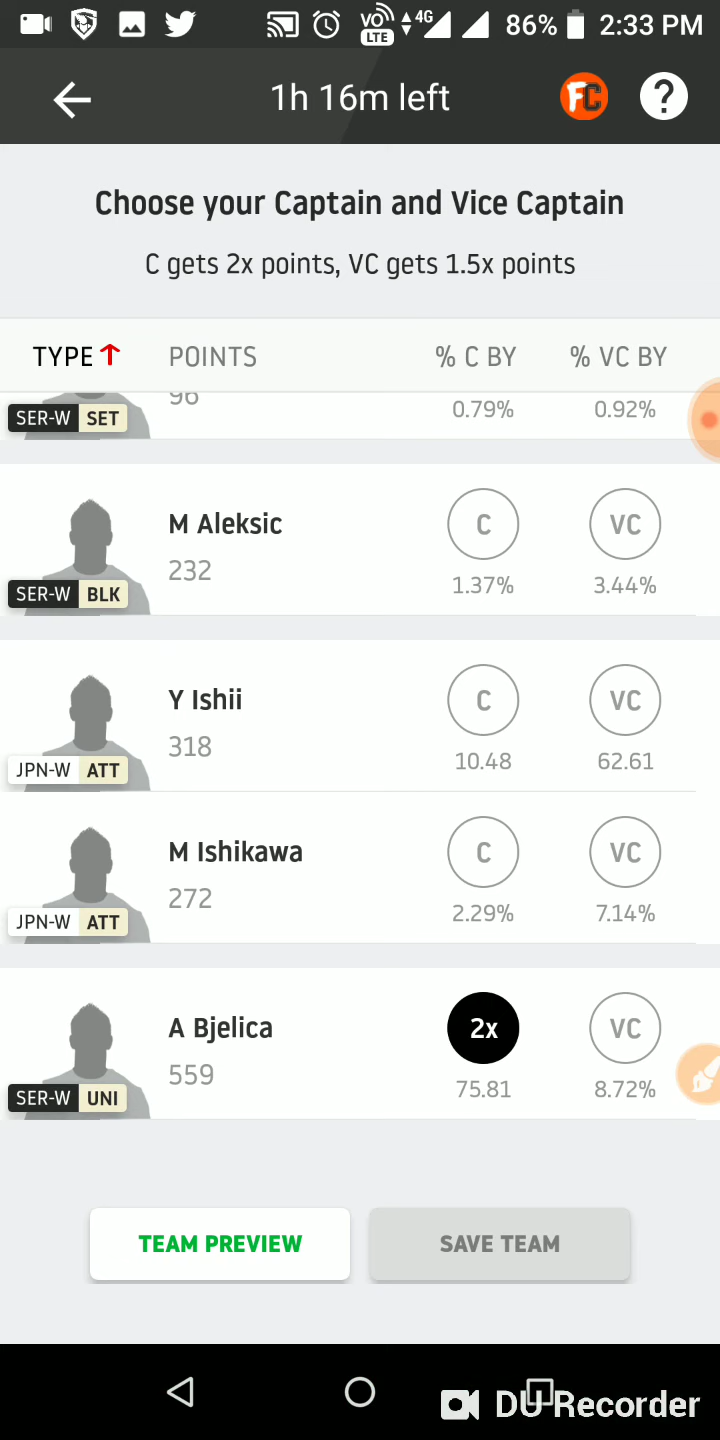 VO LTE 4G 86% 2:33 PM
1h 16m left FC ?
Choose your Captain and Vice Captain
C gets 2x points, VC gets 1.5x points
TYPE POINTS % C BY % VC BY
96 0.79% 0.92%
SER-W SET
M Aleksic C VC
232 1.37% 3.44%
SER-W BLK
Y Ishii C VC
318 10.48 62.61
JPN-W ATT
M Ishikawa C VC
272 2.29% 7.14%
JPN-W ATT
A Bjelica 2x VC
559 75.81 8.72%
SER-W UNI
TEAM PREVIEW SAVE TEAM
DU Recorder